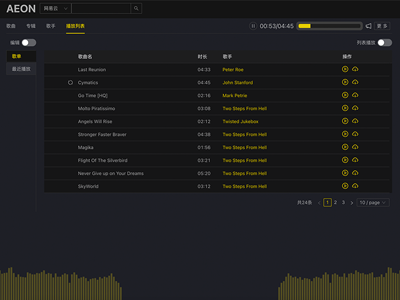 AEON 网易云
00:53/04:45 更多
歌曲 专辑 歌手 播放列表
编辑 列表播放
歌单
最近播放
歌曲名 时长 歌手 操作
Last Reunion 04:33 Peter Roe
Cymatics 04:45 John Stanford
Go Time [HQ] 02:16 Mark Petrie
Molto Piratissimo 03:08 Two Steps From Hell
Angels Will Rise 02:12 Twisted Jukebox
Stronger Faster Braver 04:38 Two Steps From Hell
Magika 01:56 Two Steps From Hell
Flight Of The Silverbird 03:21 Two Steps From Hell
Never Give up on Your Dreams 05:20 Two Steps From Hell
SkyWorld 03:12 Two Steps From Hell
共24条 < 1 2 3 > 10 / page